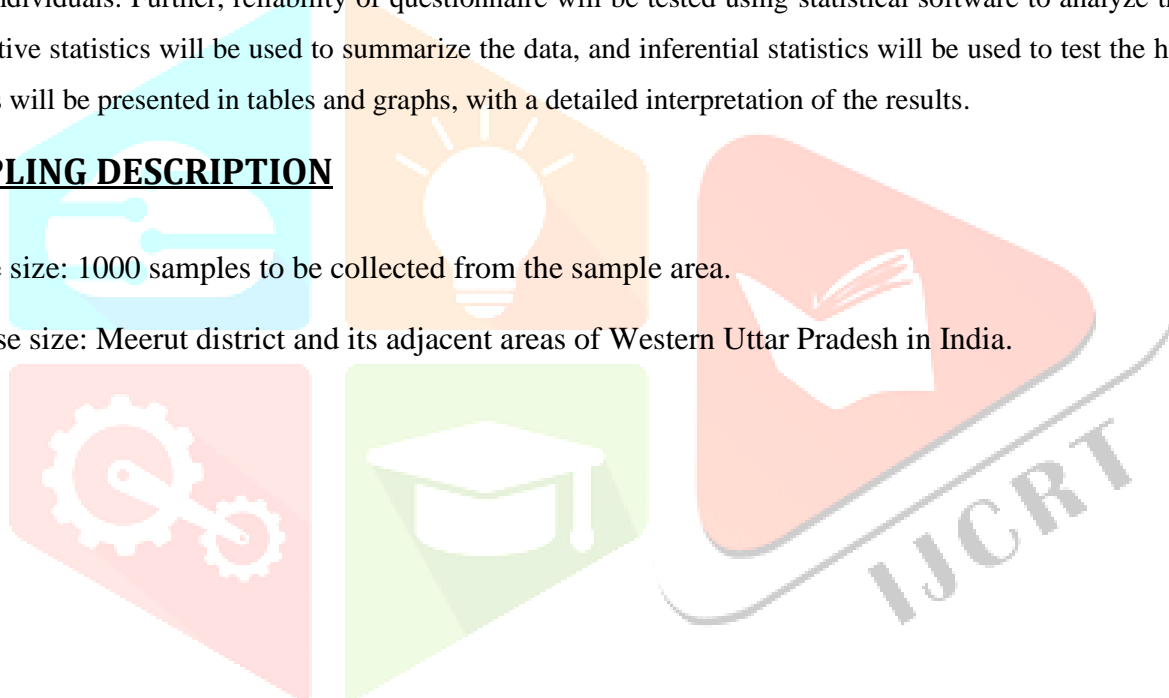 ndividuals. Further, reliability of questionnaire will be tested using statistical software to analyze
tive statistics will be used to summarize the data, and inferential statistics will be used to test the
s will be presented in tables and graphs, with a detailed interpretation of the results.
PLING DESCRIPTION
size: 1000 samples to be collected from the sample area.
se size: Meerut district and its adjacent areas of Western Uttar Pradesh in India.
IJCRT